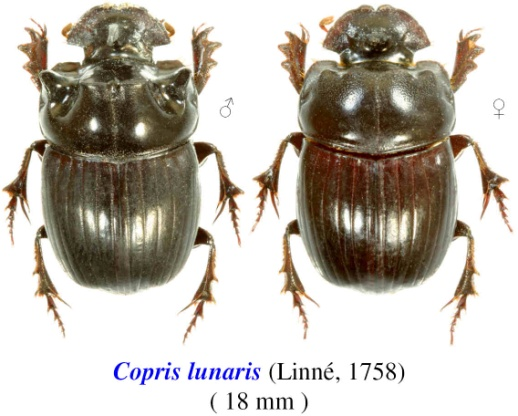 ♂ ♀
Copris lunaris (Linné, 1758)
( 18 mm )